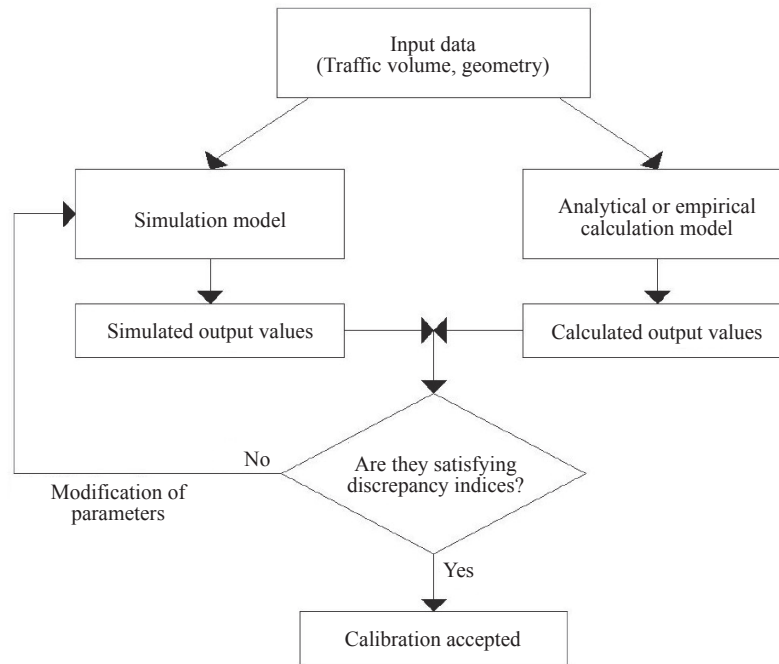 Input data
(Traffic volume, geometry)
Simulation model
Analytical or empirical
calculation model
Simulated output values
Calculated output values
No
Are they satisfying
discrepancy indices?
Modification of
parameters
Yes
Calibration accepted